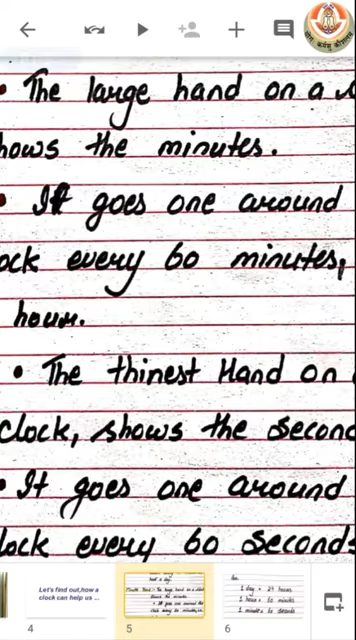 • The large hand on a
hows the minutes.
• It goes one around
ock every 60 minutes,
hour.
• The thinest Hand on
clock, shows the second
• It goes one around
lock every 60 seconds
Let's find out,how a
clock can help us ...
4
5
6
1 day = 24 hours
1 hour = 60 minutes
1 minute = 60 seconds